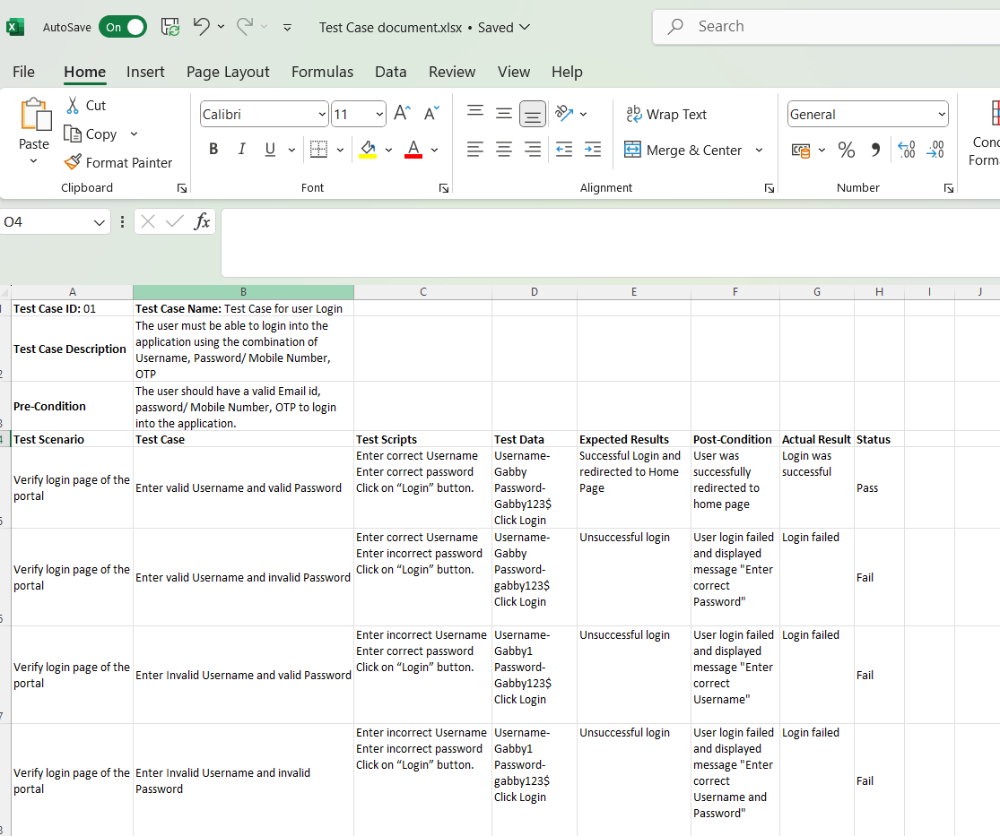 AutoSave On Test Case document.xlsx • Saved Search
File Home Insert Page Layout Formulas Data Review View Help
Paste Cut Copy Format Painter
Clipboard
Calibri 11
B I U A
Font
Wrap Text
Merge & Center
Alignment
General
% 9 .00
Number
O4 fx
A B C D E F G H I J
Test Case ID: 01 Test Case Name: Test Case for user Login
Test Case Description
The user must be able to login into the
application using the combination of
Username, Password/ Mobile Number,
OTP
Pre-Condition
The user should have a valid Email id,
password/ Mobile Number, OTP to login
into the application.
4 Test Scenario Test Case Test Scripts Test Data Expected Results Post-Condition Actual Result Status
Verify login page of the
portal
Enter valid Username and valid Password
Enter correct Username
Enter correct password
Click on “Login” button.
Username-
Gabby
Password-
Gabby123$
Click Login
Successful Login and
redirected to Home
Page
User was
successfully
redirected to
home page
Login was
successful
Pass
Verify login page of the
portal
Enter valid Username and invalid Password
Enter correct Username
Enter incorrect password
Click on “Login” button.
Username-
Gabby
Password-
gabby123$
Click Login
Unsuccessful login
User login failed
and displayed
message "Enter
correct
Password"
Login failed
Fail
Verify login page of the
portal
Enter Invalid Username and valid Password
Enter incorrect Username
Enter correct password
Click on “Login” button.
Username-
Gabby1
Password-
Gabby123$
Click Login
Unsuccessful login
User login failed
and displayed
message "Enter
correct
Username"
Login failed
Fail
Verify login page of the
portal
Enter Invalid Username and invalid
Password
Enter incorrect Username
Enter incorrect password
Click on “Login” button.
Username-
Gabby1
Password-
gabby123$
Click Login
Unsuccessful login
User login failed
and displayed
message "Enter
correct
Username and
Password"
Login failed
Fail